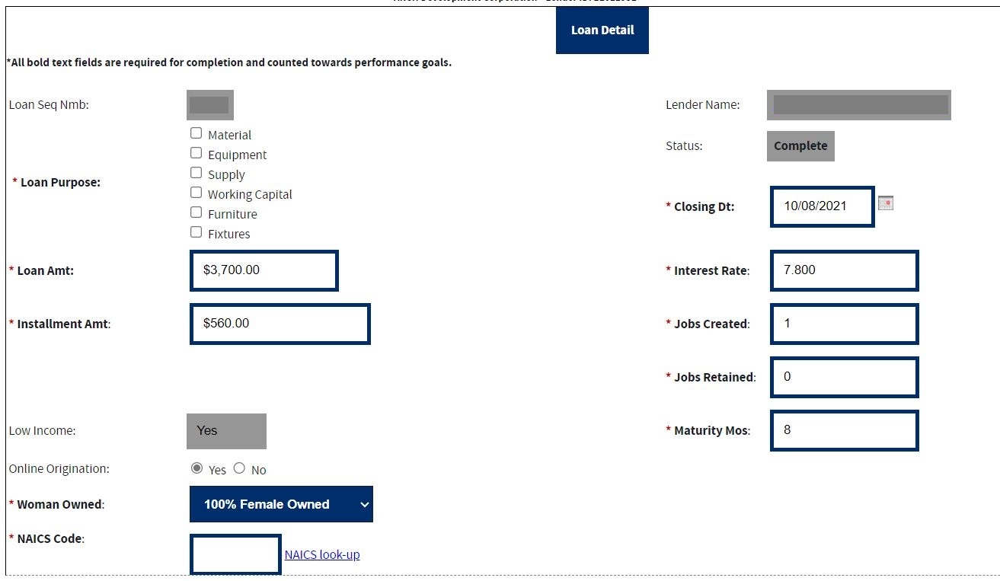 Loan Detail
*All bold text fields are required for completion and counted towards performance goals.
Loan Seq Nmb:
Lender Name:
Material
Status: Complete
Equipment
Supply
* Loan Purpose:
Working Capital
* Closing Dt: 10/08/2021
Furniture
Fixtures
* Loan Amt: $3,700.00
* Interest Rate: 7.800
* Installment Amt: $560.00
* Jobs Created: 1
* Jobs Retained: 0
Low Income: Yes
* Maturity Mos: 8
Online Origination: Yes No
* Woman Owned: 100% Female Owned
* NAICS Code:
NAICS look-up